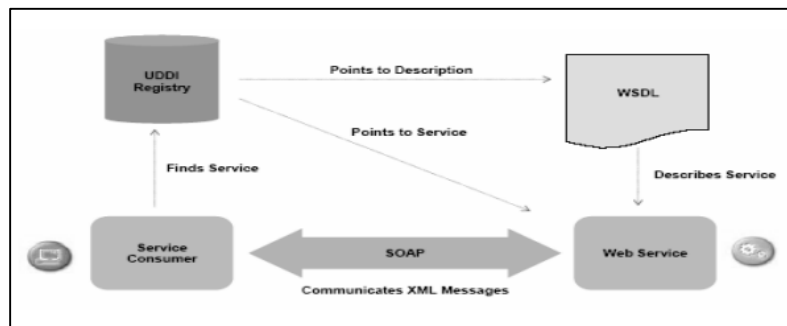 UDDI
Registry
Points to Description
WSDL
Points to Service
Finds Service
Describes Service
Service
Consumer
SOAP
Web Service
Communicates XML Messages